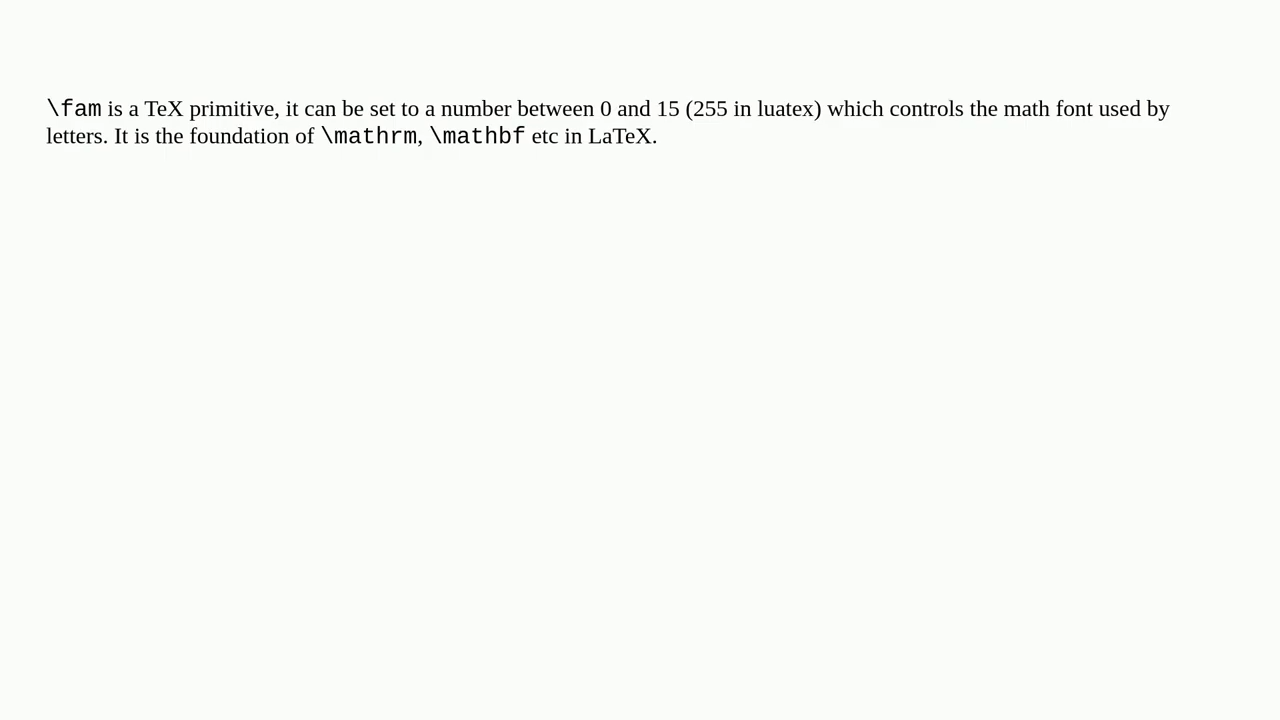 \fam is a TeX primitive, it can be set to a number between 0 and 15 (255 in luatex) which controls the math font used by
letters. It is the foundation of \mathrm, \mathbf etc in LaTeX.